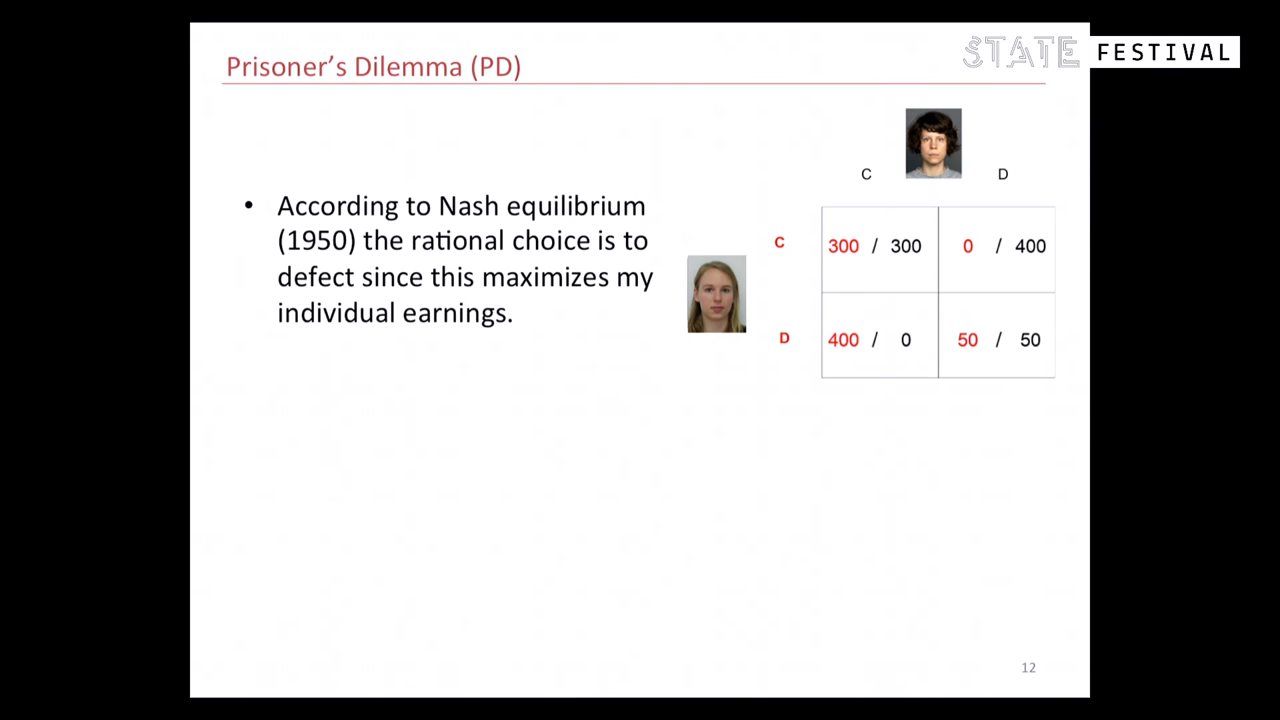 STATE FESTIVAL
Prisoner’s Dilemma (PD)
• According to Nash equilibrium
(1950) the rational choice is to
defect since this maximizes my
individual earnings.
C D
C 300 / 300 0 / 400
D 400 / 0 50 / 50
12